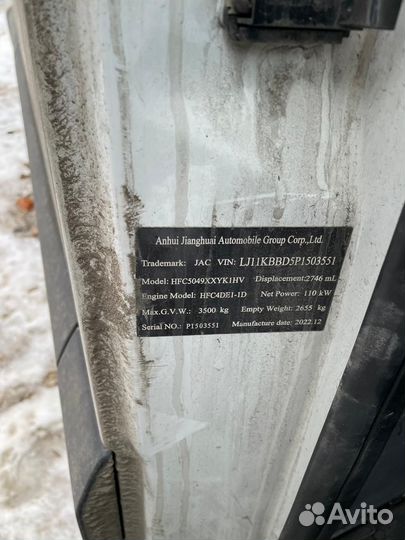 Anhui Jianghuai Automobile Group Corp.,Ltd.
Trademark: JAC VIN: LJ11KBBD5P1503551
Model: HFC5049XXYK1HV Displacement:2746 mL
Engine Model: HFC4DE1-1D Net Power: 110 kW
Max.G.V.W.: 3500 kg Empty Weight: 2655 kg
Serial NO.: P1503551 Manufacture date: 2022.12
Avito